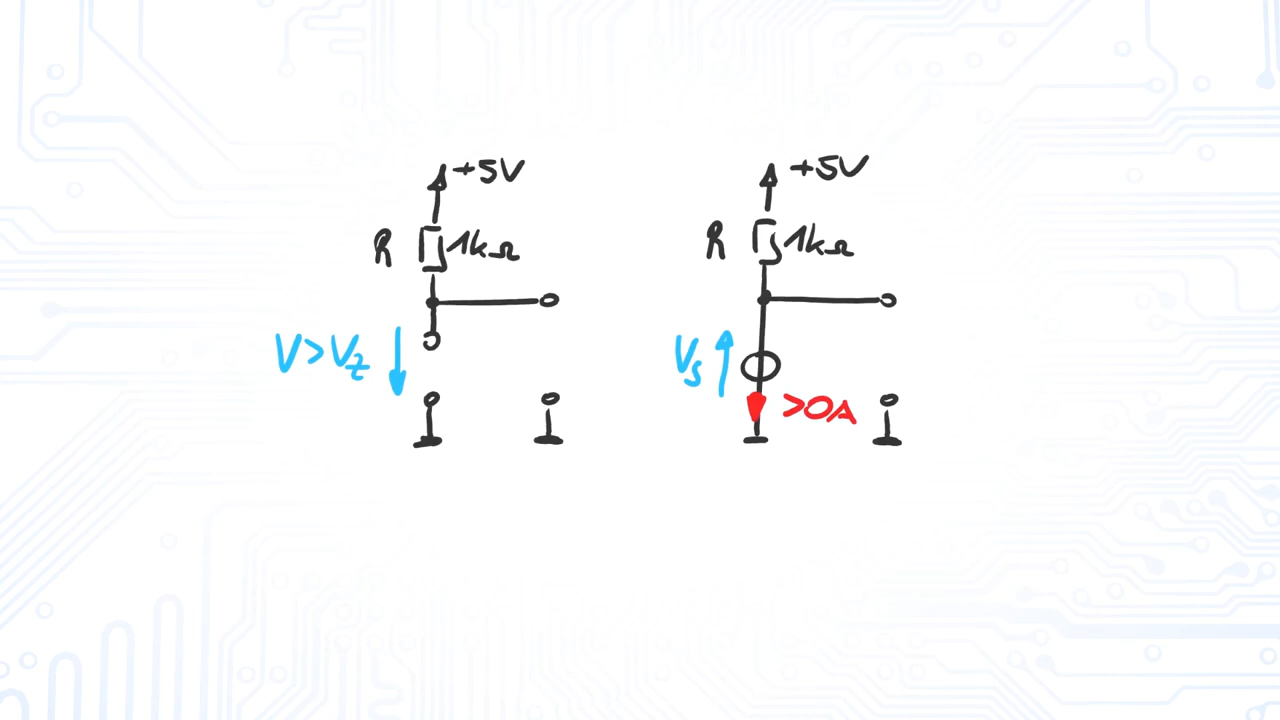 +5V
R 1kΩ
V>Vz
+5V
R 1kΩ
Vs
>0A